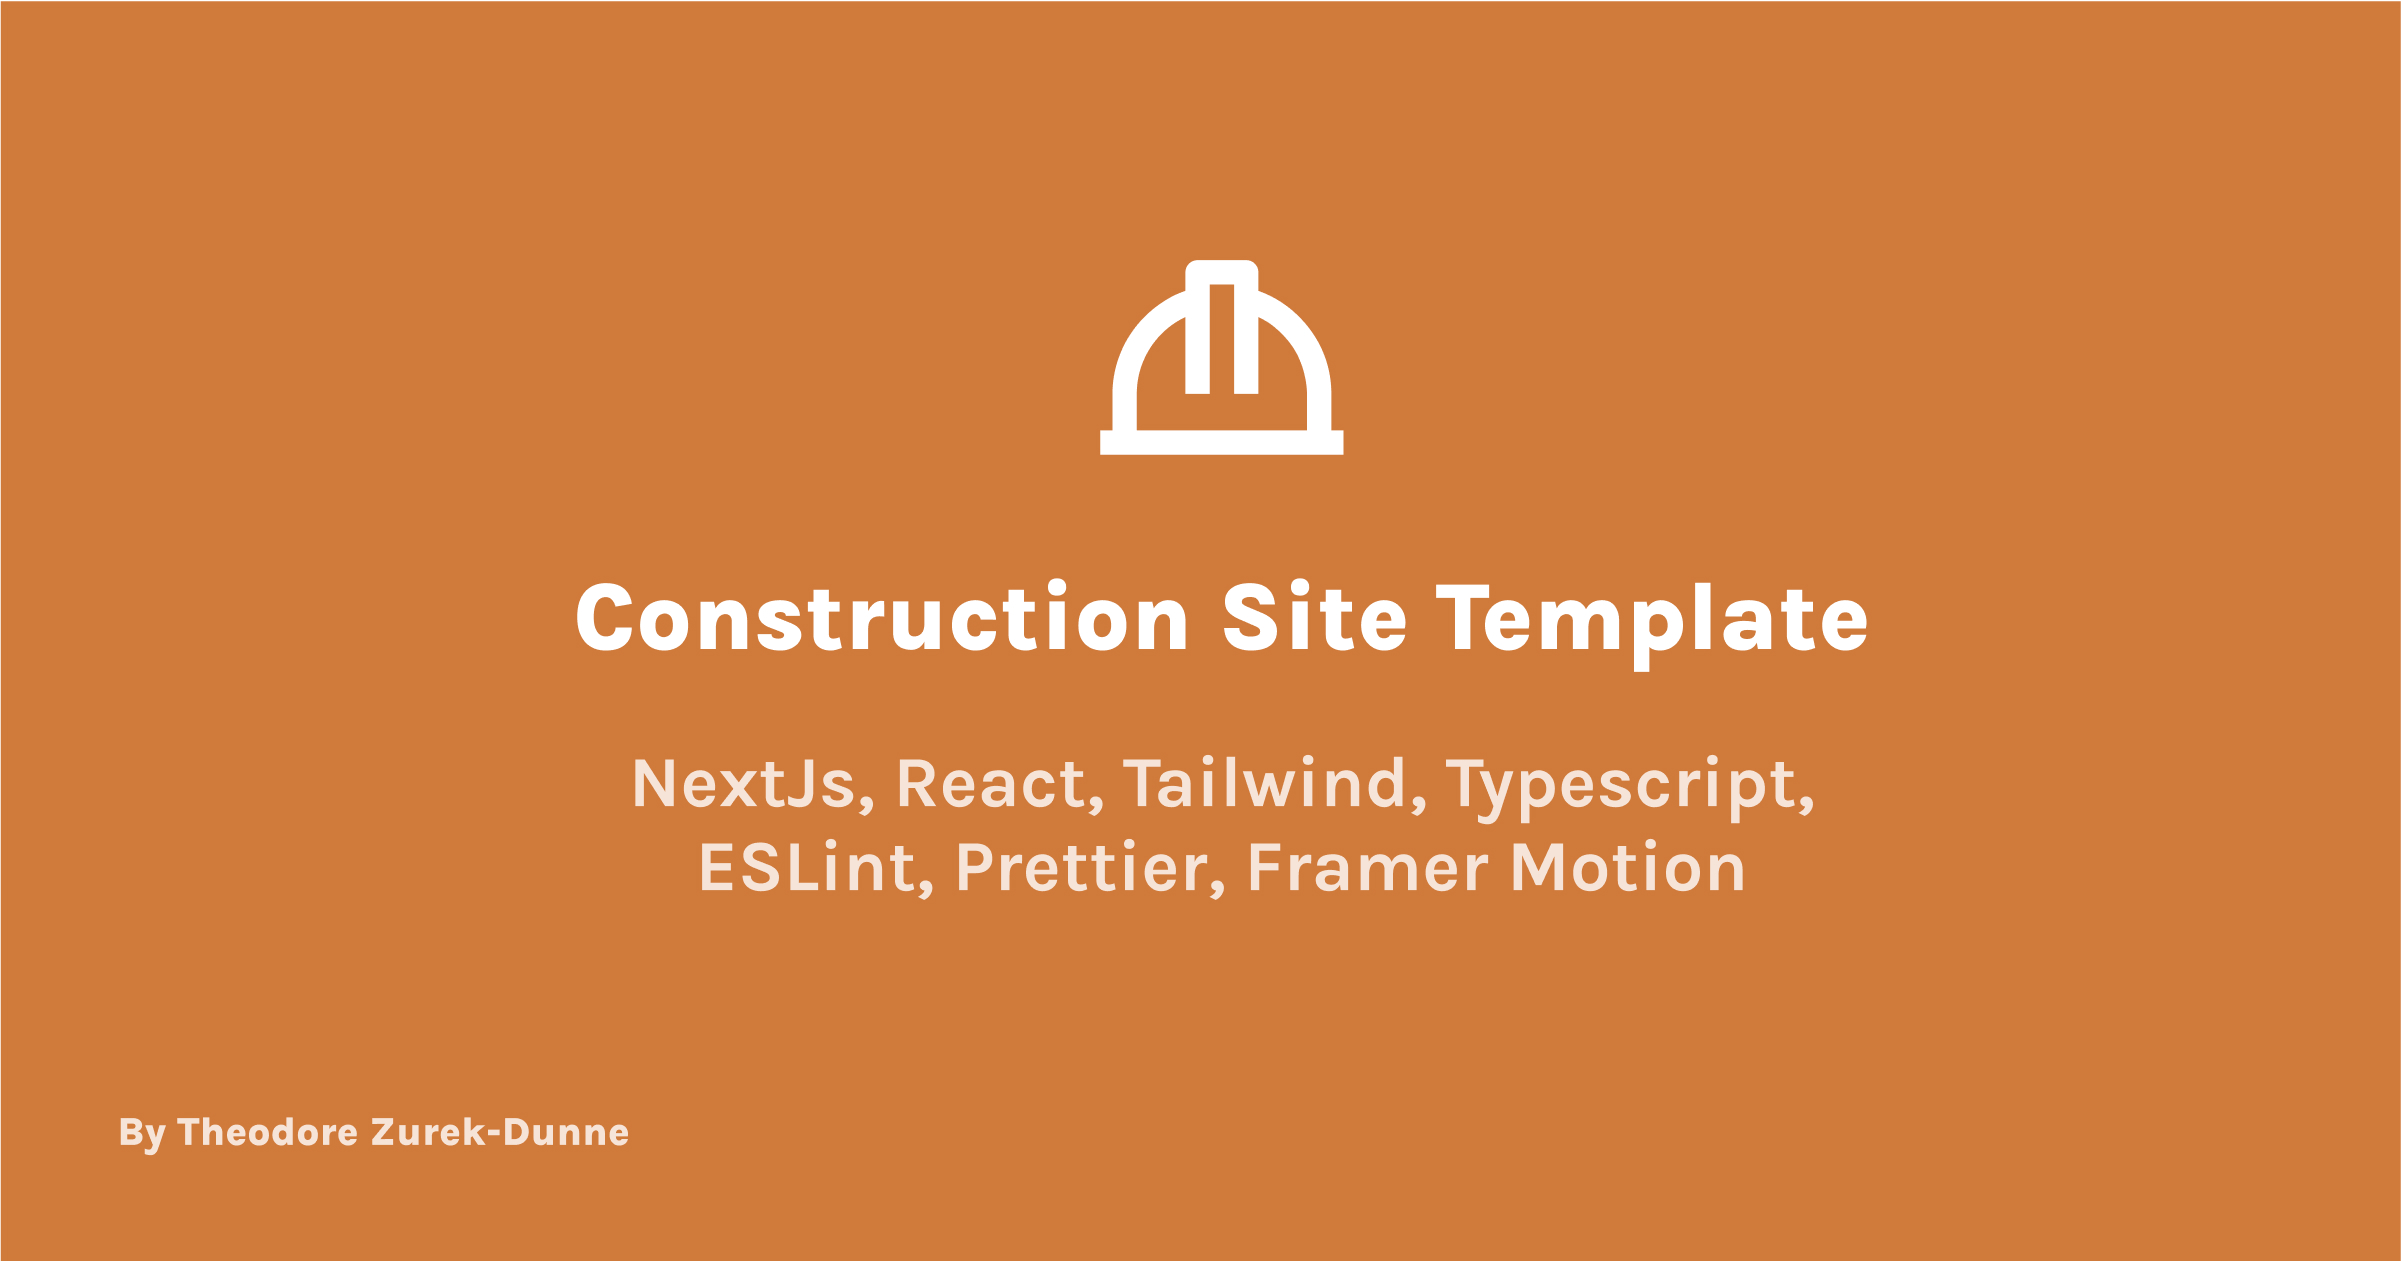 Construction Site Template
NextJs, React, Tailwind, Typescript,
ESLint, Prettier, Framer Motion
By Theodore Zurek-Dunne